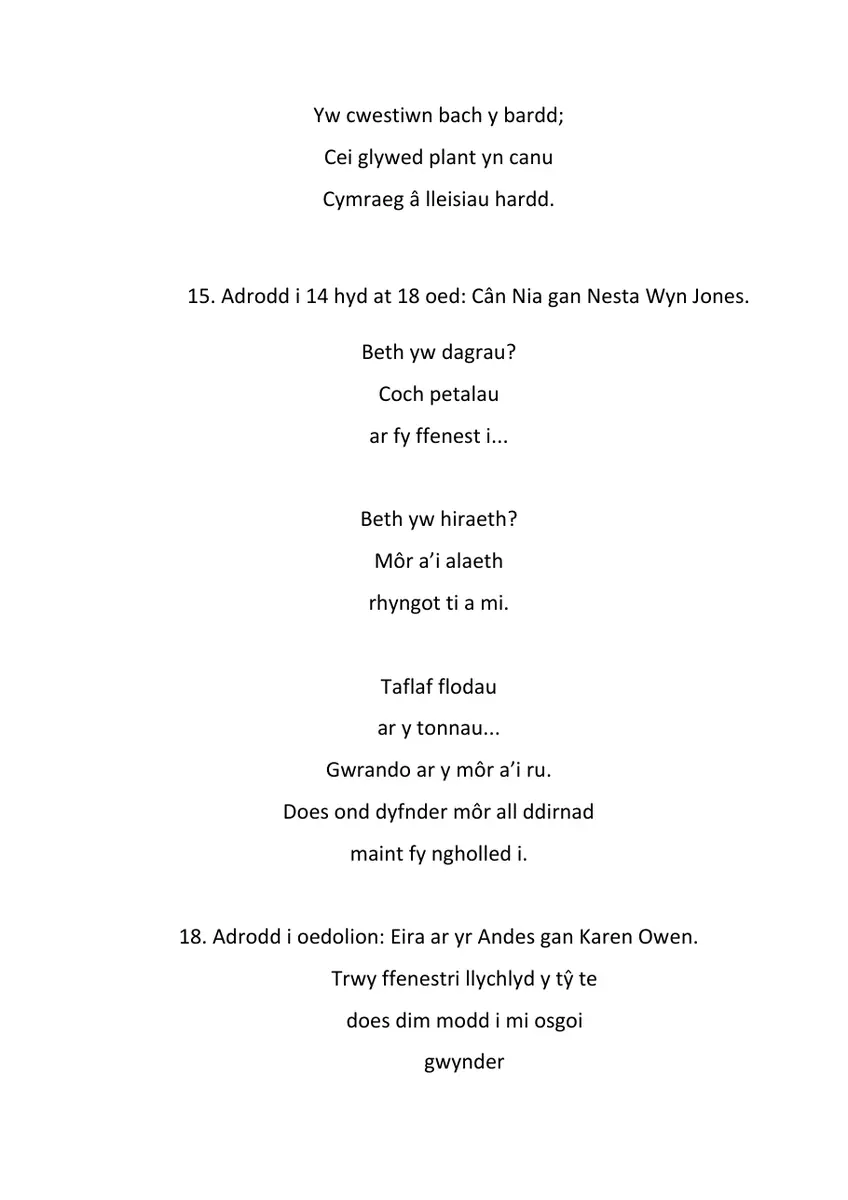 Yw cwestiwn bach y bardd;
Cei glywed plant yn canu
Cymraeg â lleisiau hardd.
15. Adrodd i 14 hyd at 18 oed: Cân Nia gan Nesta Wyn Jones.
Beth yw dagrau?
Coch petalau
ar fy ffenest i...
Beth yw hiraeth?
Môr a’i alaeth
rhyngot ti a mi.
Taflaf flodau
ar y tonnau...
Gwrando ar y môr a’i ru.
Does ond dyfnder môr all ddirnad
maint fy ngholled i.
18. Adrodd i oedolion: Eira ar yr Andes gan Karen Owen.
Trwy ffenestri llychlyd y tŷ te
does dim modd i mi osgoi
gwynder